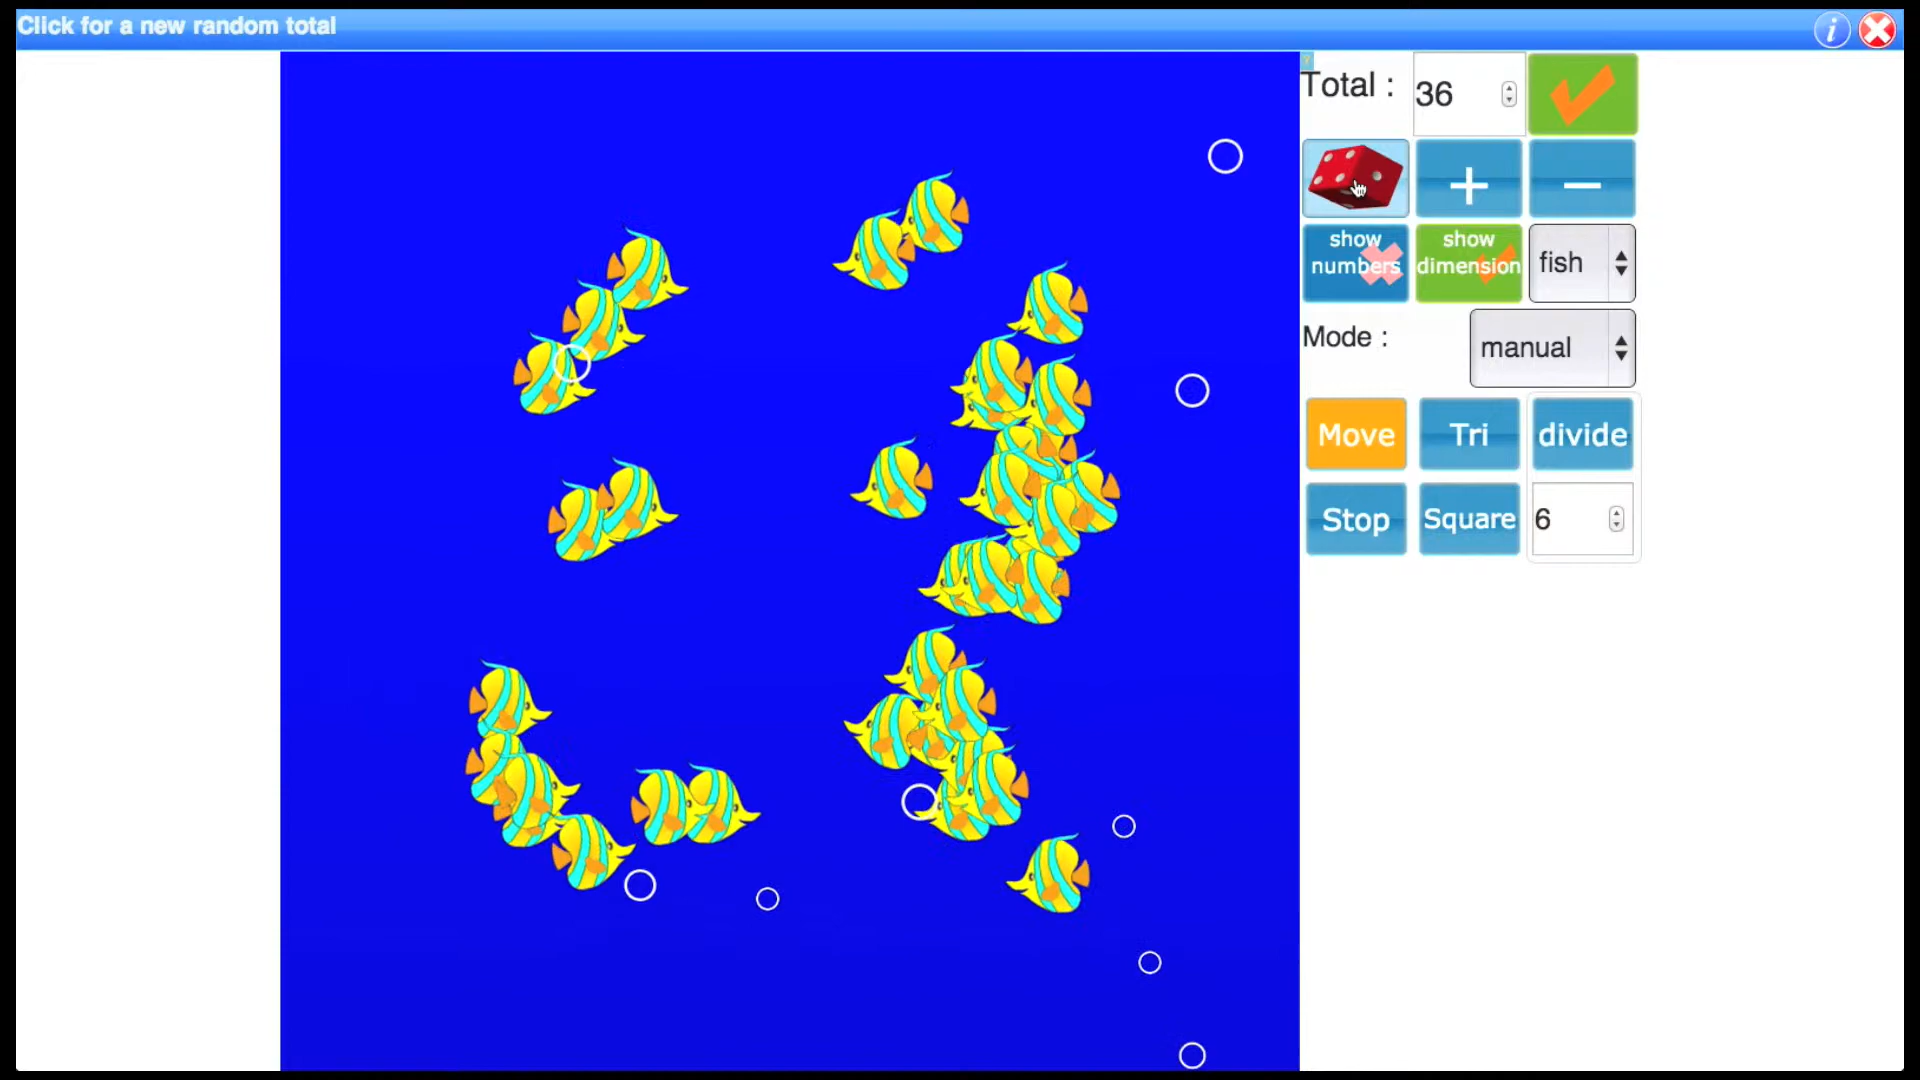 Click for a new random total
i
?
Total : 36
+ −
show numbers
show dimension
fish
Mode : manual
Move Tri divide
Stop Square 6